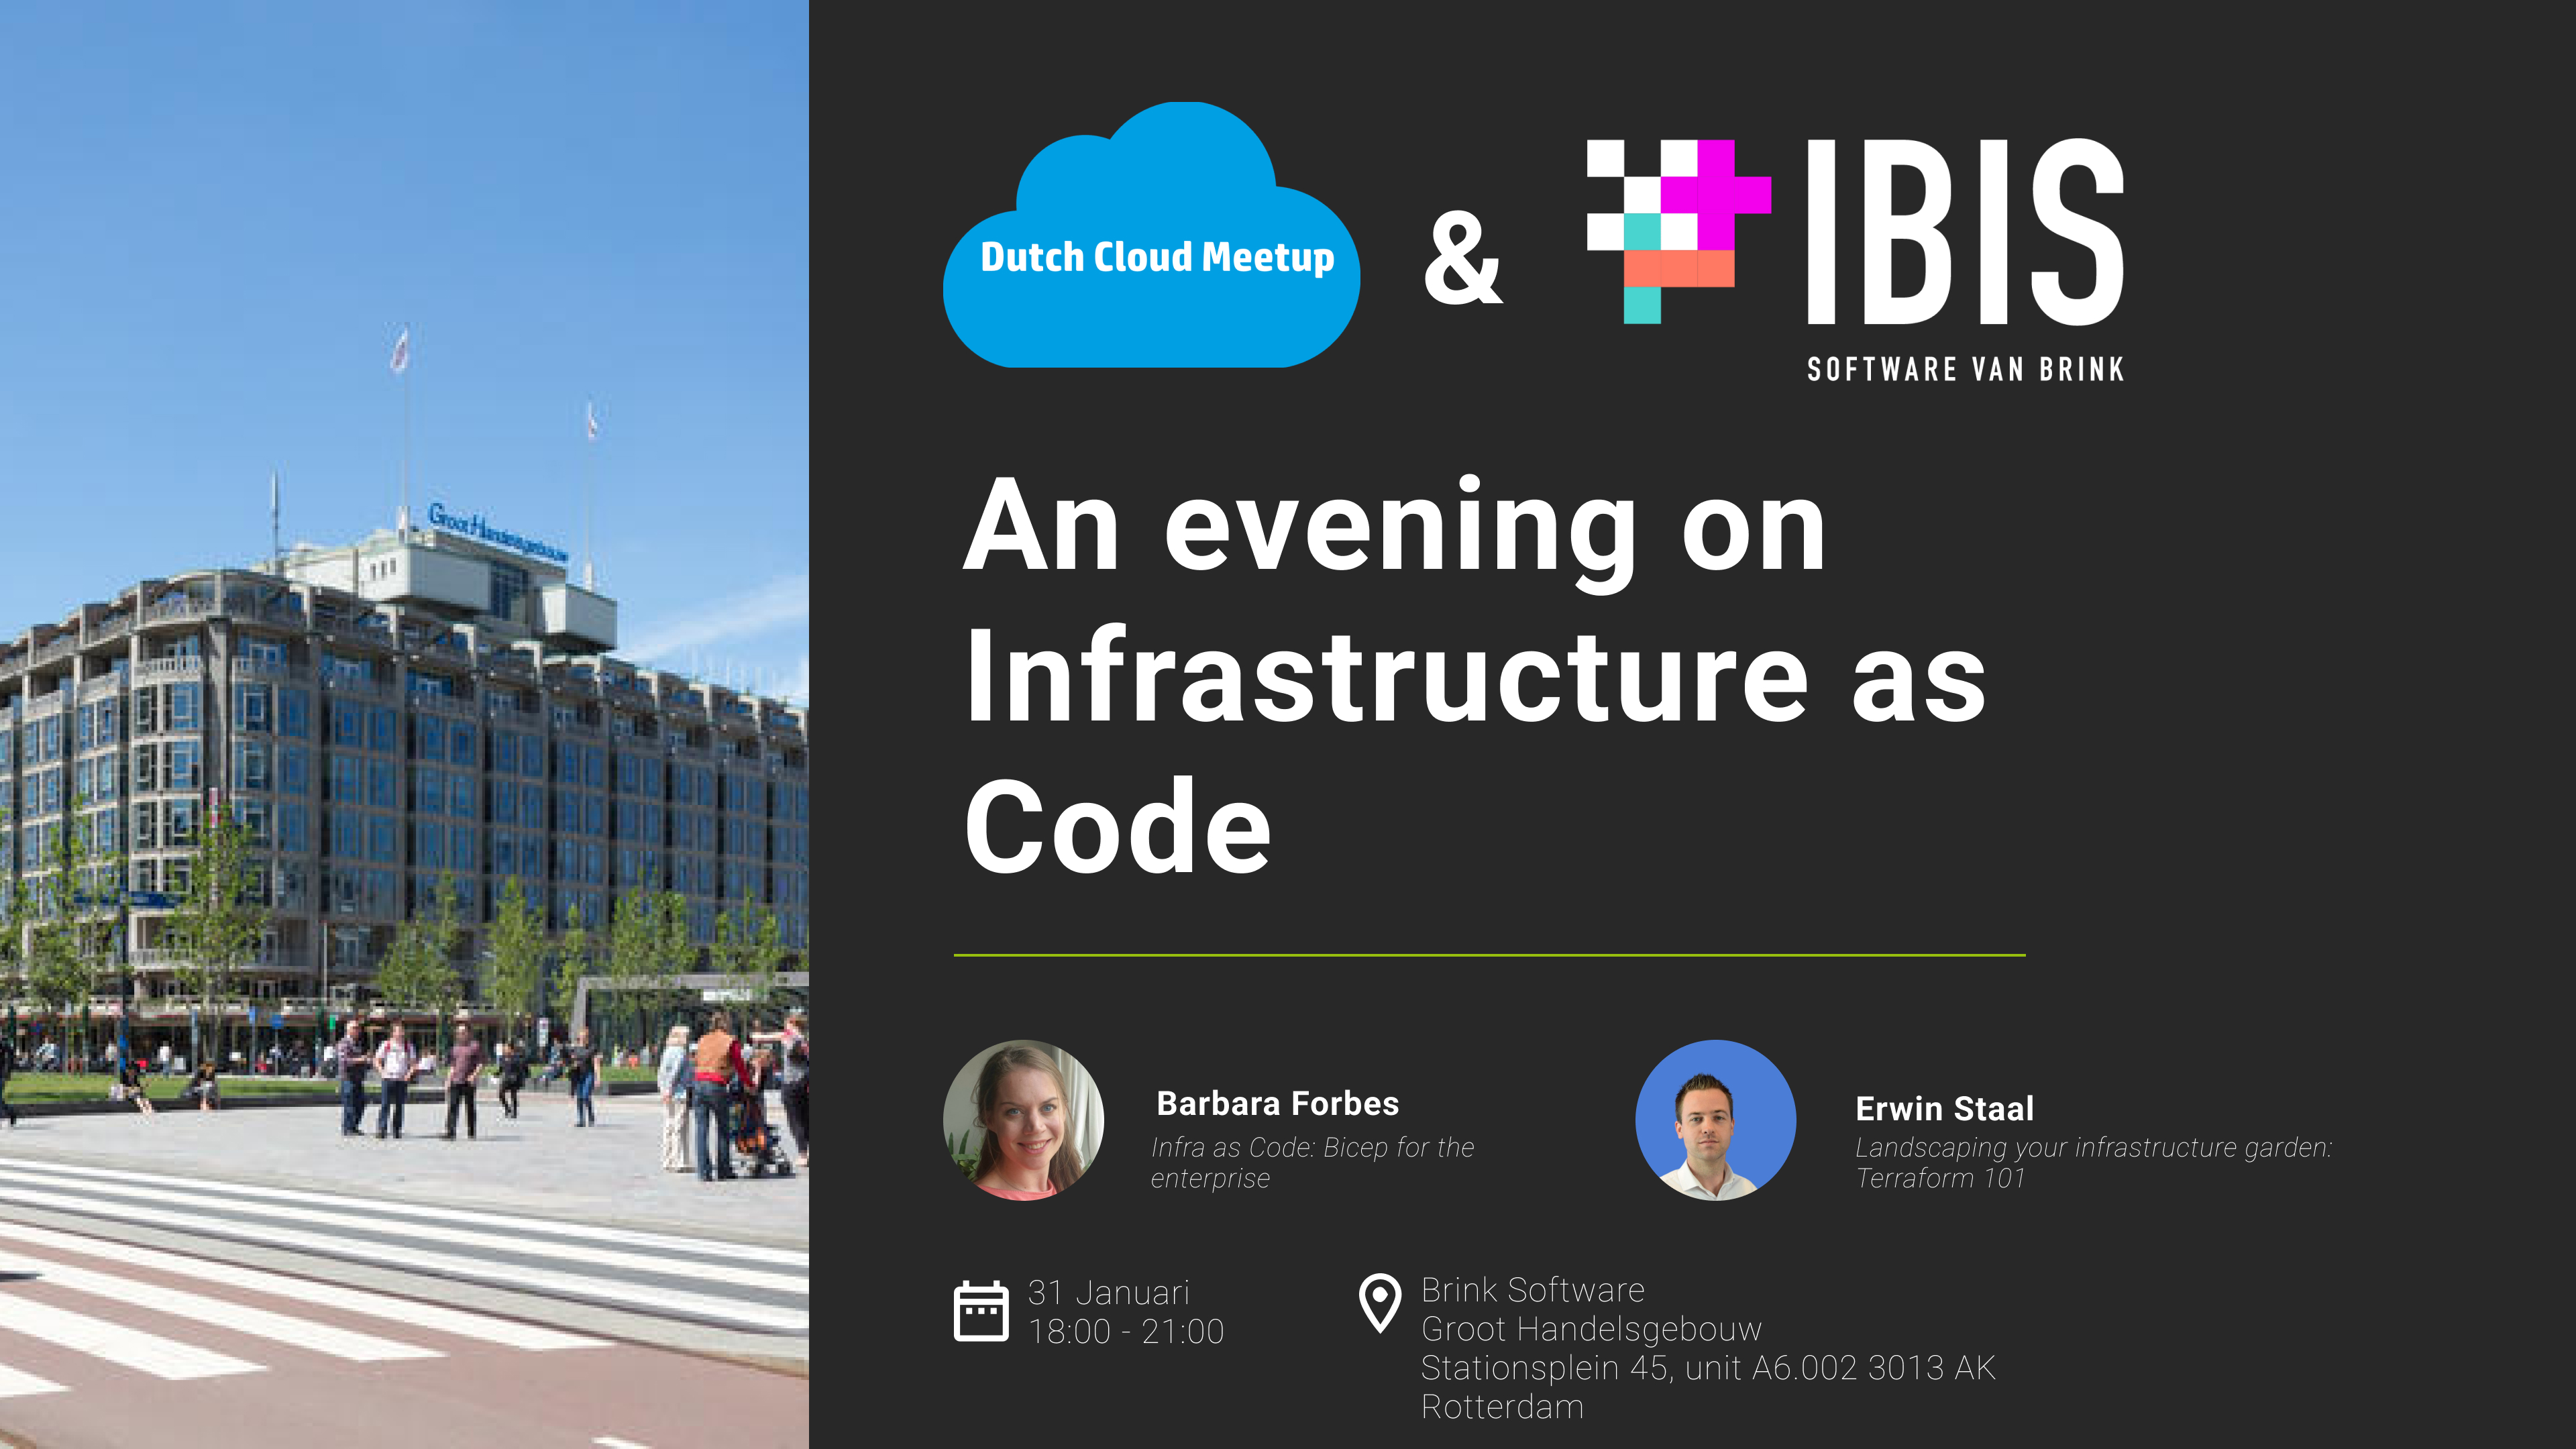 Groot Handelsgebouw
Dutch Cloud Meetup
&
IBIS
SOFTWARE VAN BRINK
An evening on
Infrastructure as
Code
Barbara Forbes
Infra as Code: Bicep for the
enterprise
Erwin Staal
Landscaping your infrastructure garden:
Terraform 101
31 Januari
18:00 - 21:00
Brink Software
Groot Handelsgebouw
Stationsplein 45, unit A6.002 3013 AK
Rotterdam